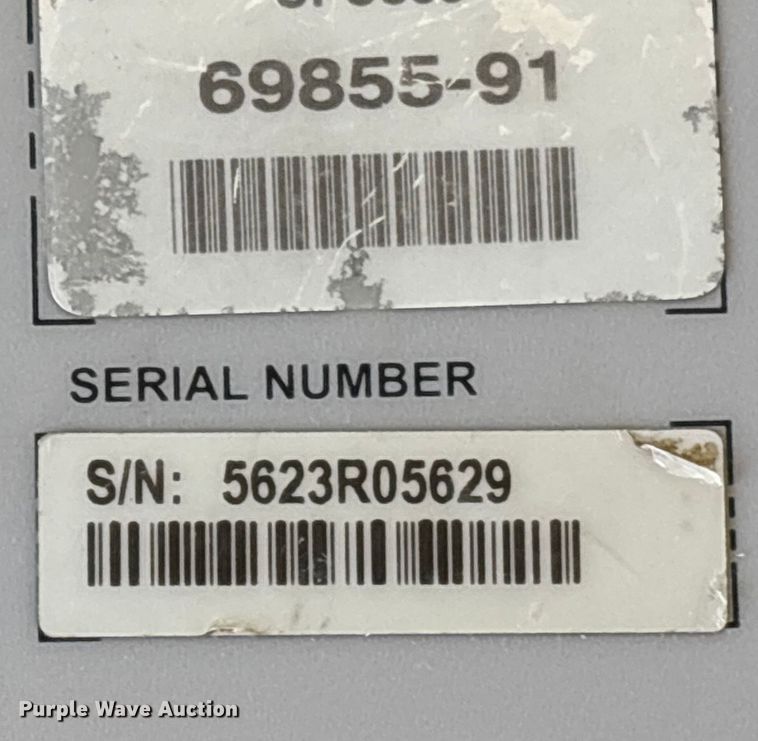 69855-91
SERIAL NUMBER
S/N: 5623R05629
Purple Wave Auction